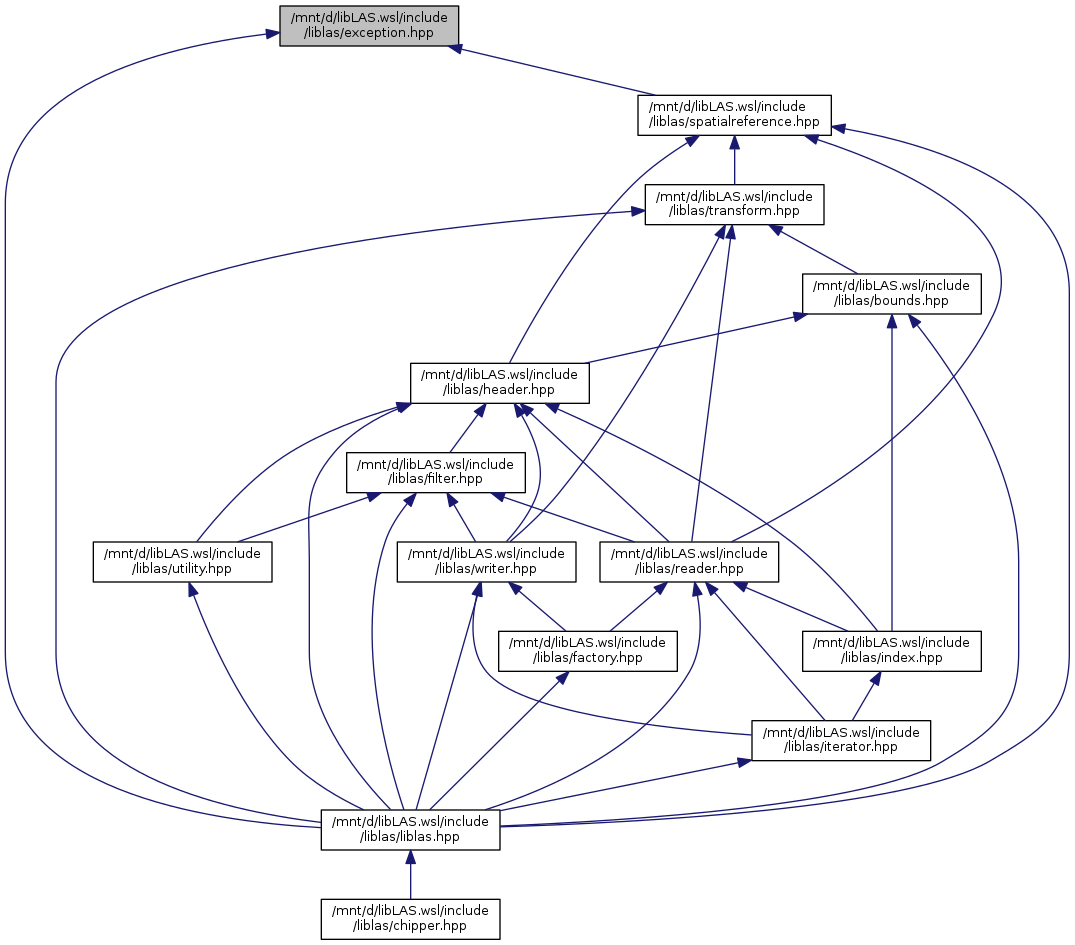 /mnt/d/libLAS.wsl/include
/liblas/exception.hpp
/mnt/d/libLAS.wsl/include
/liblas/spatialreference.hpp
/mnt/d/libLAS.wsl/include
/liblas/transform.hpp
/mnt/d/libLAS.wsl/include
/liblas/bounds.hpp
/mnt/d/libLAS.wsl/include
/liblas/header.hpp
/mnt/d/libLAS.wsl/include
/liblas/filter.hpp
/mnt/d/libLAS.wsl/include
/liblas/utility.hpp
/mnt/d/libLAS.wsl/include
/liblas/writer.hpp
/mnt/d/libLAS.wsl/include
/liblas/reader.hpp
/mnt/d/libLAS.wsl/include
/liblas/factory.hpp
/mnt/d/libLAS.wsl/include
/liblas/index.hpp
/mnt/d/libLAS.wsl/include
/liblas/iterator.hpp
/mnt/d/libLAS.wsl/include
/liblas/liblas.hpp
/mnt/d/libLAS.wsl/include
/liblas/chipper.hpp